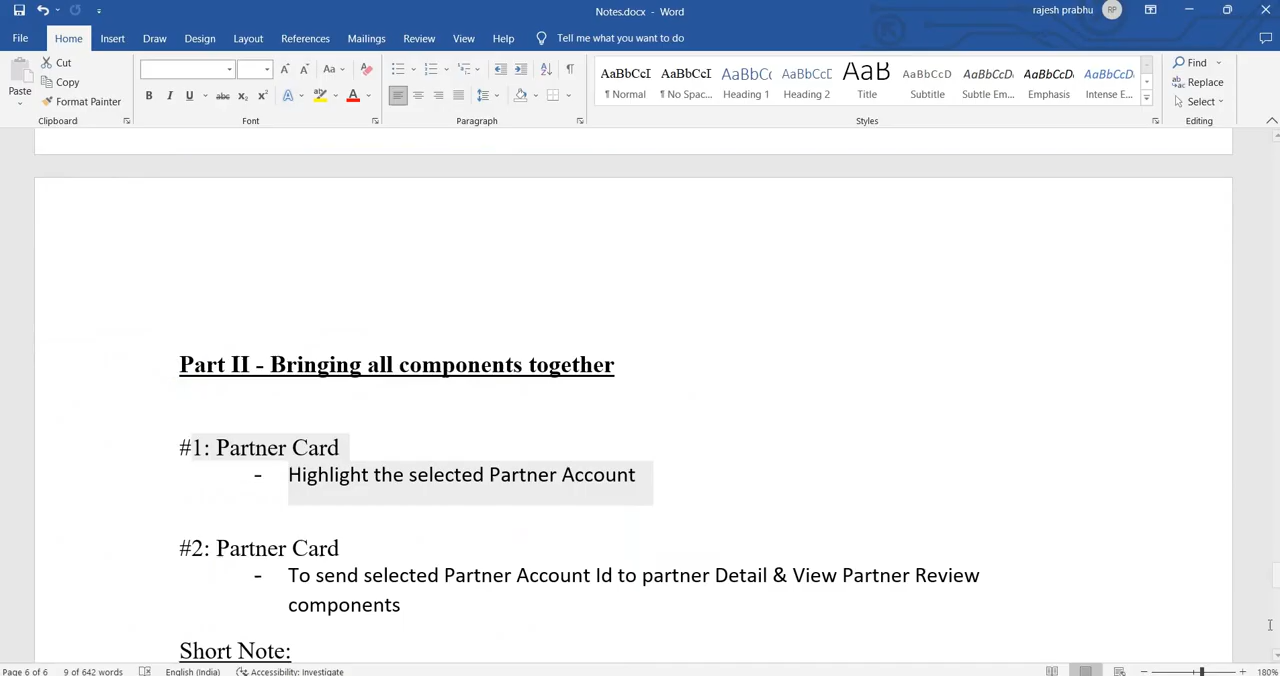 Notes.docx - Word
rajesh prabhu RP
File Home Insert Draw Design Layout References Mailings Review View Help Tell me what you want to do
Cut
Copy
Format Painter
Paste
Clipboard
Font
Paragraph
AaBbCcI AaBbCcI AaBbC( AaBbCcI AaB AaBbCcD AaBbCcD AaBbCcD AaBbCcD
¶ Normal ¶ No Spac... Heading 1 Heading 2 Title Subtitle Subtle Em... Emphasis Intense E...
Styles
Find
Replace
Select
Editing
Part II - Bringing all components together
#1: Partner Card
- Highlight the selected Partner Account
#2: Partner Card
- To send selected Partner Account Id to partner Detail & View Partner Review
components
Short Note:
Page 6 of 6 9 of 642 words English (India) Accessibility: Investigate 180%